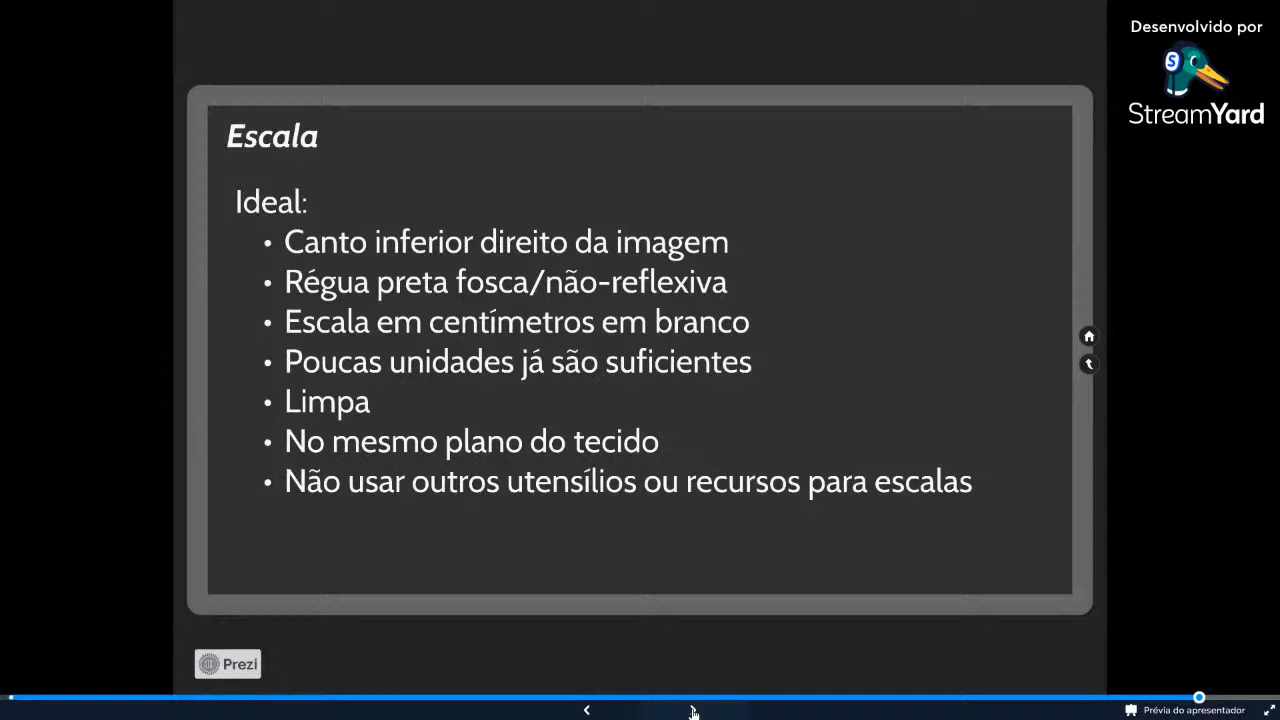 Desenvolvido por
StreamYard
Escala
Ideal:
• Canto inferior direito da imagem
• Régua preta fosca/não-reflexiva
• Escala em centímetros em branco
• Poucas unidades já são suficientes
• Limpa
• No mesmo plano do tecido
• Não usar outros utensílios ou recursos para escalas
Prezi
Prévia do apresentador